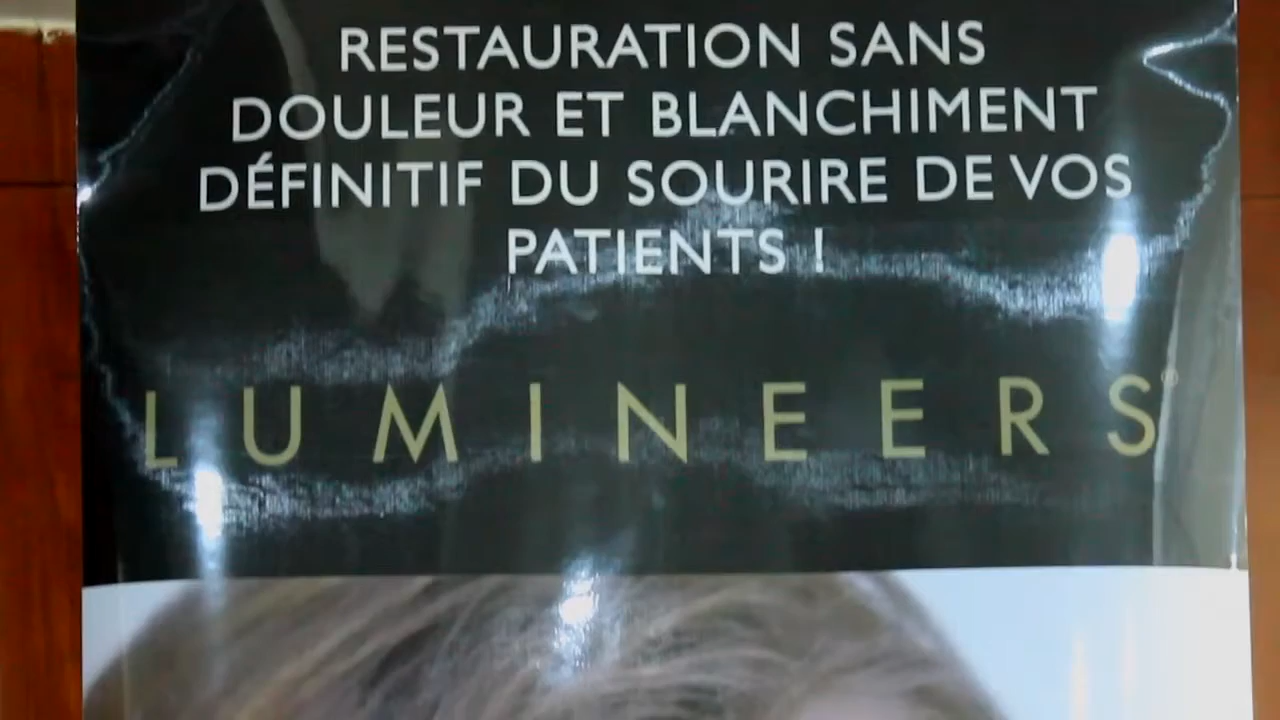 RESTAURATION SANS
DOULEUR ET BLANCHIMENT
DÉFINITIF DU SOURIRE DE VOS
PATIENTS !
LUMINEERS®